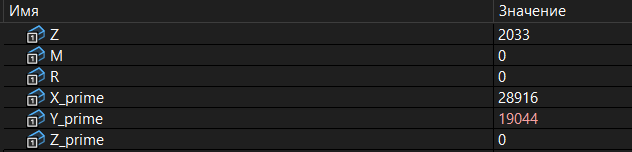 Имя Значение
Z 2033
M 0
R 0
X_prime 28916
Y_prime 19044
Z_prime 0